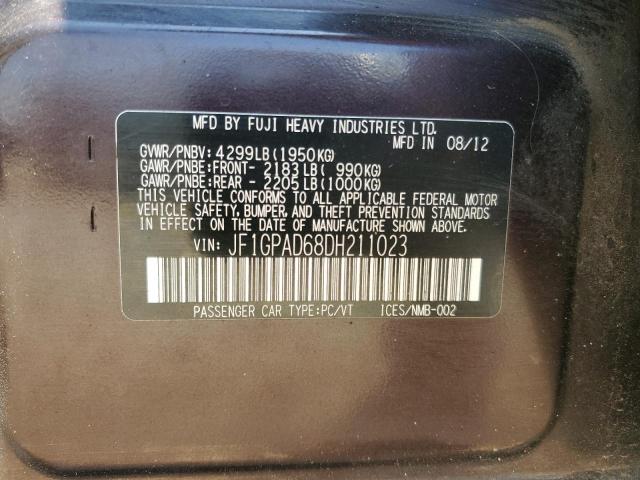 MFD BY FUJI HEAVY INDUSTRIES LTD.
MFD IN 08/12
GVWR/PNBV: 4299LB(1950KG)
GAWR/PNBE:FRONT- 2183LB( 990KG)
GAWR/PNBE:REAR - 2205LB(1000KG)
THIS VEHICLE CONFORMS TO ALL APPLICABLE FEDERAL MOTOR
VEHICLE SAFETY, BUMPER, AND THEFT PREVENTION STANDARDS
IN EFFECT ON THE DATE OF MANUFACTURE SHOWN ABOVE.
VIN: JF1GPAD68DH211023
PASSENGER CAR TYPE:PC/VT ICES/NMB-002